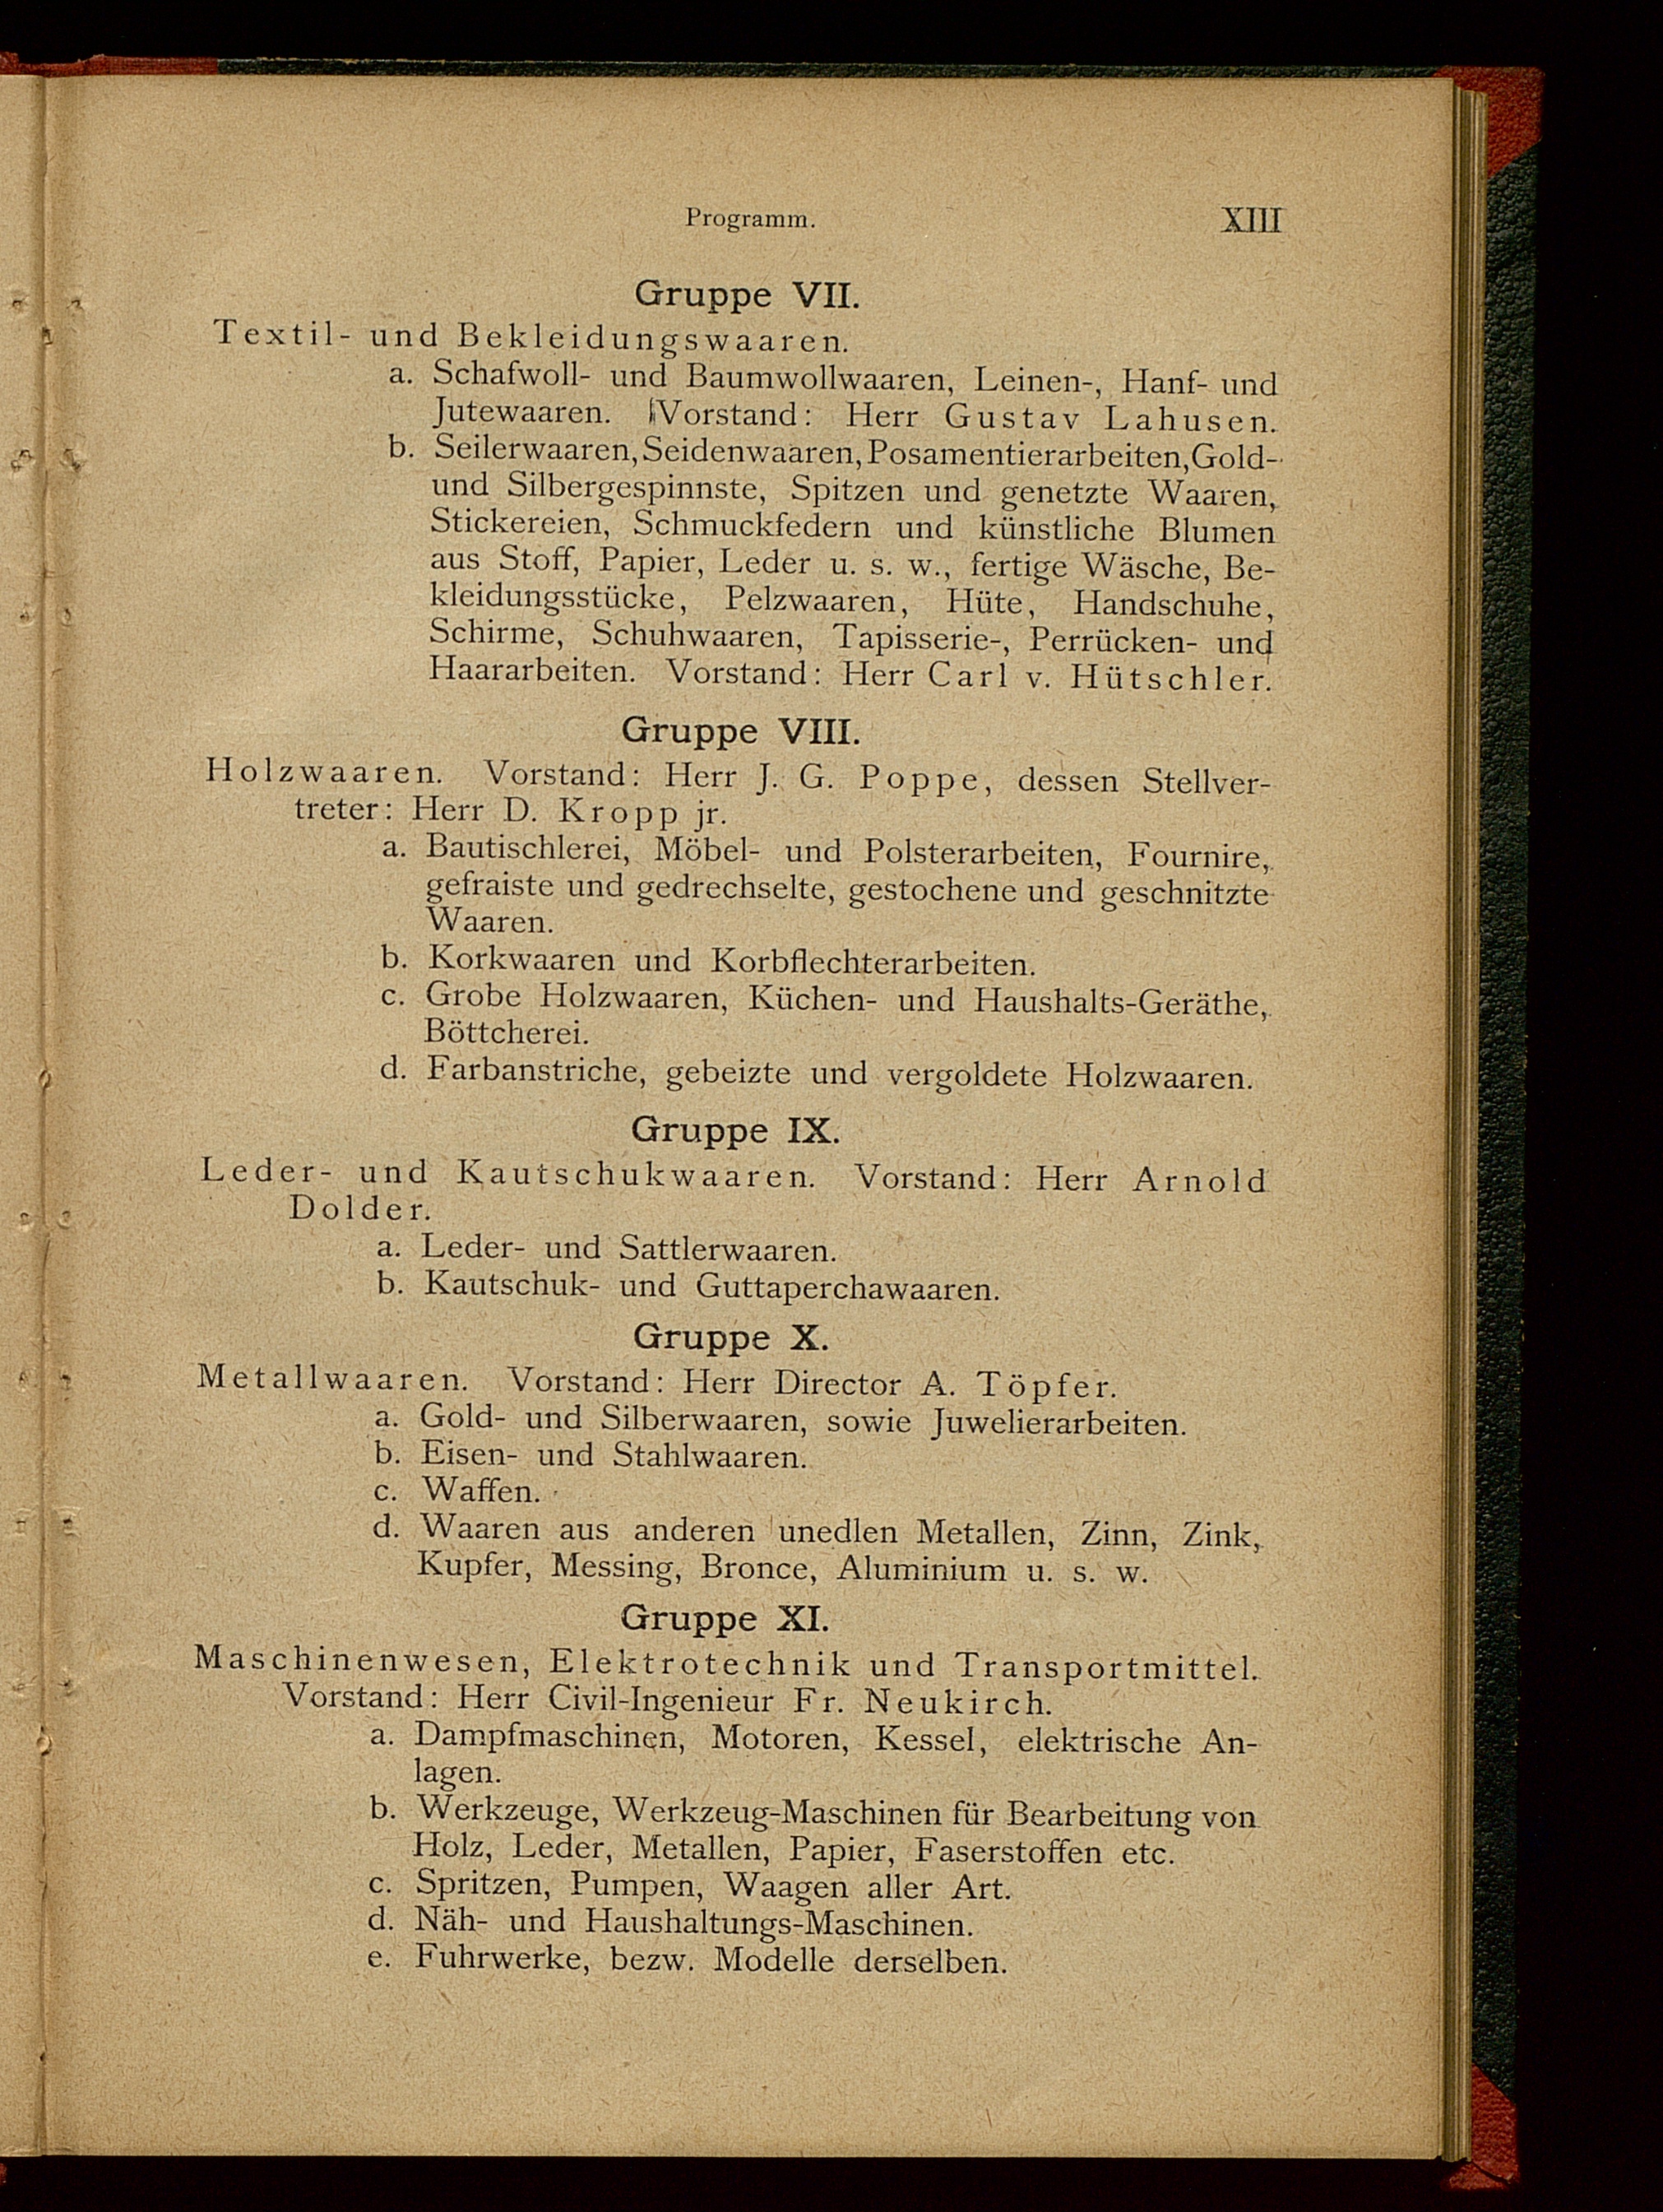 Programm. XIII
Gruppe VII.
Textil- und Bekleidungswaaren.
a. Schafwoll- und Baumwollwaaren, Leinen-, Hanf- und
Jutewaaren. Vorstand: Herr Gustav Lahusen.
b. Seilerwaaren, Seidenwaaren, Posamentierarbeiten, Gold-
und Silbergespinnste, Spitzen und genetzte Waaren,
Stickereien, Schmuckfedern und künstliche Blumen
aus Stoff, Papier, Leder u. s. w., fertige Wäsche, Be-
kleidungsstücke, Pelzwaaren, Hüte, Handschuhe,
Schirme, Schuhwaaren, Tapisserie-, Perrücken- und
Haararbeiten. Vorstand: Herr Carl v. Hütschler.
Gruppe VIII.
Holzwaaren. Vorstand: Herr J. G. Poppe, dessen Stellver-
treter: Herr D. Kropp jr.
a. Bautischlerei, Möbel- und Polsterarbeiten, Fournire,
gefraiste und gedrechselte, gestochene und geschnitzte
Waaren.
b. Korkwaaren und Korbflechterarbeiten.
c. Grobe Holzwaaren, Küchen- und Haushalts-Geräthe,
Böttcherei.
d. Farbanstriche, gebeizte und vergoldete Holzwaaren.
Gruppe IX.
Leder- und Kautschukwaaren. Vorstand: Herr Arnold
Dolder.
a. Leder- und Sattlerwaaren.
b. Kautschuk- und Guttaperchawaaren.
Gruppe X.
Metallwaaren. Vorstand: Herr Director A. Töpfer.
a. Gold- und Silberwaaren, sowie Juwelierarbeiten.
b. Eisen- und Stahlwaaren.
c. Waffen.
d. Waaren aus anderen unedlen Metallen, Zinn, Zink,
Kupfer, Messing, Bronce, Aluminium u. s. w.
Gruppe XI.
Maschinenwesen, Elektrotechnik und Transportmittel.
Vorstand: Herr Civil-Ingenieur Fr. Neukirch.
a. Dampfmaschinen, Motoren, Kessel, elektrische An-
lagen.
b. Werkzeuge, Werkzeug-Maschinen für Bearbeitung von
Holz, Leder, Metallen, Papier, Faserstoffen etc.
c. Spritzen, Pumpen, Waagen aller Art.
d. Näh- und Haushaltungs-Maschinen.
e. Fuhrwerke, bezw. Modelle derselben.